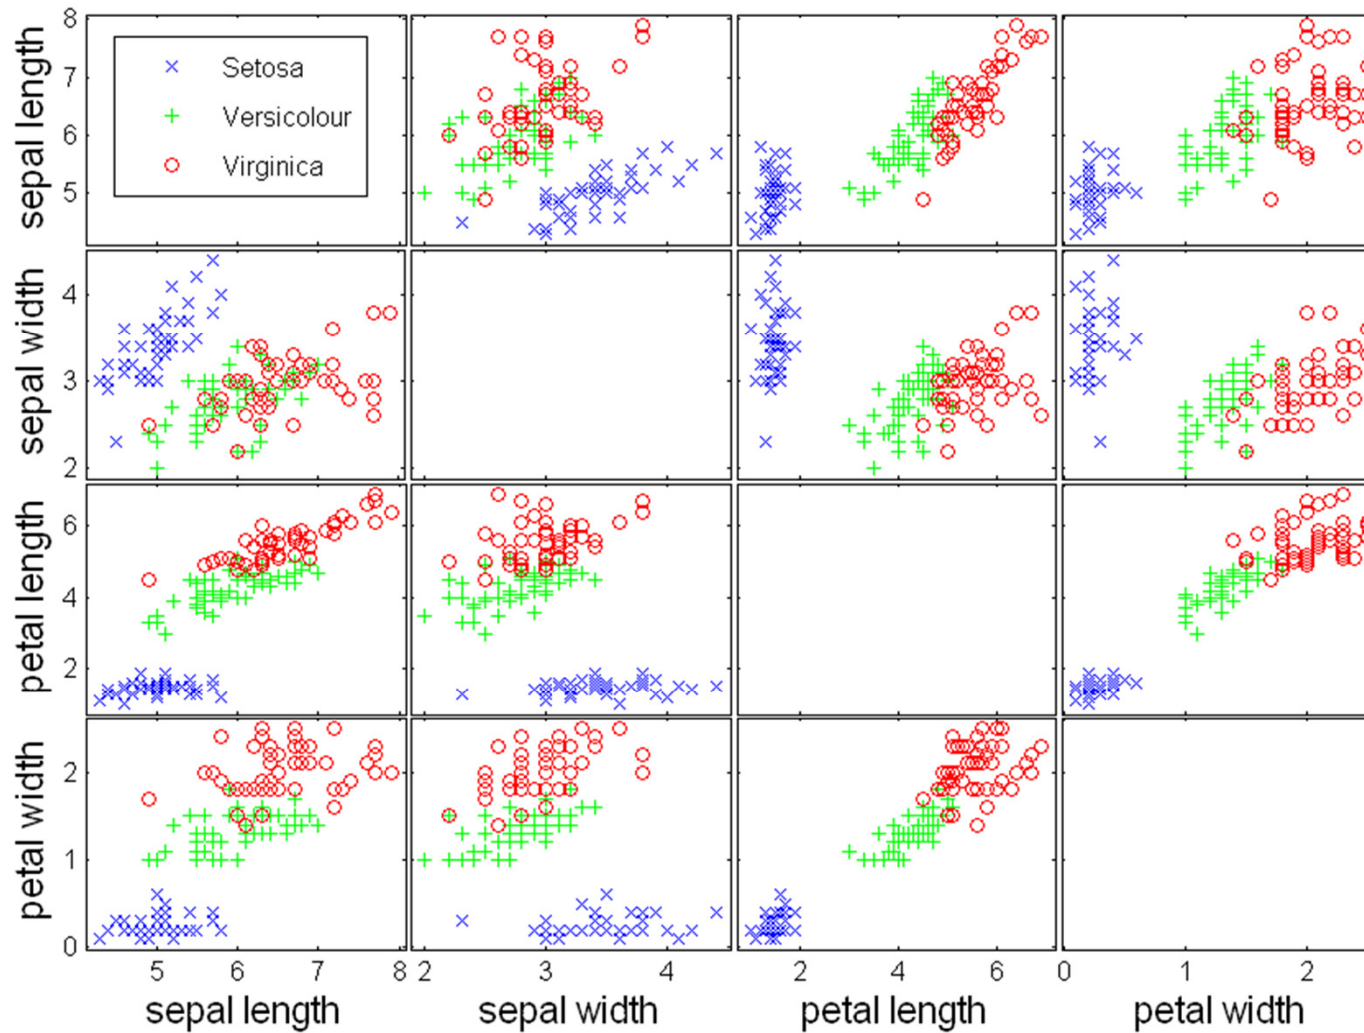 sepal length
8
7
6
5
Setosa
Versicolour
Virginica
sepal width
4
3
2
petal length
6
4
2
petal width
2
1
0
5 6 7 8 2 3 4 2 4 6 0 1 2
sepal length sepal width petal length petal width